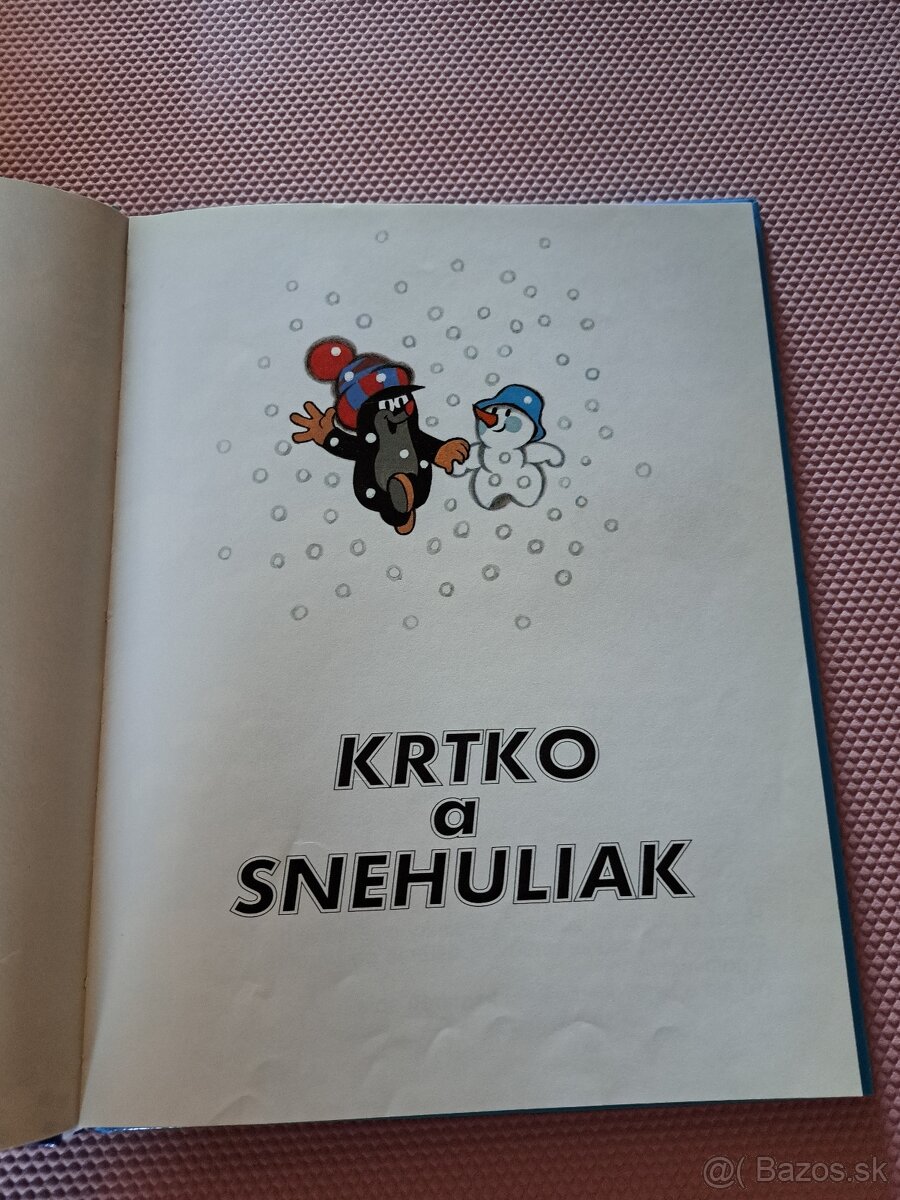 KRTKO
a
SNEHULIAK
@( Bazos.sk